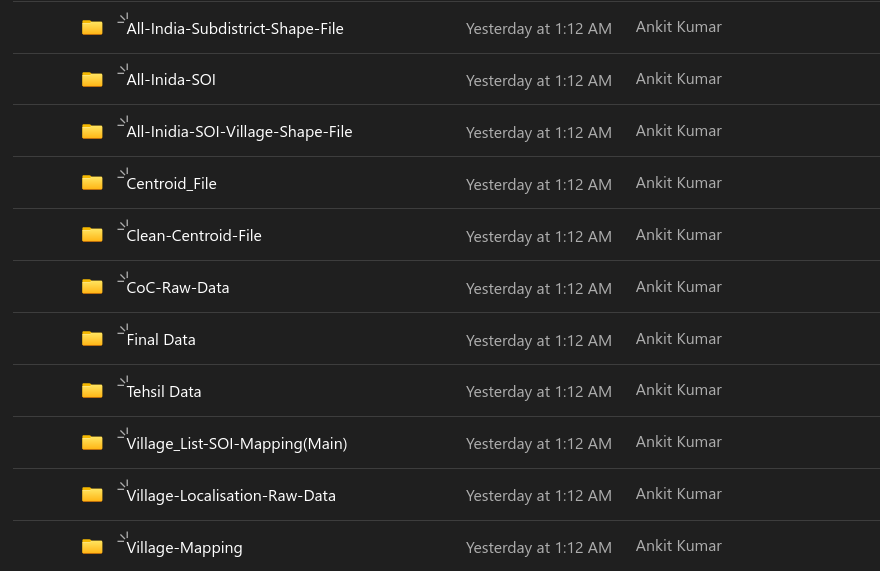 All-India-Subdistrict-Shape-File Yesterday at 1:12 AM Ankit Kumar
All-Inida-SOI Yesterday at 1:12 AM Ankit Kumar
All-Inidia-SOI-Village-Shape-File Yesterday at 1:12 AM Ankit Kumar
Centroid_File Yesterday at 1:12 AM Ankit Kumar
Clean-Centroid-File Yesterday at 1:12 AM Ankit Kumar
CoC-Raw-Data Yesterday at 1:12 AM Ankit Kumar
Final Data Yesterday at 1:12 AM Ankit Kumar
Tehsil Data Yesterday at 1:12 AM Ankit Kumar
Village_List-SOI-Mapping(Main) Yesterday at 1:12 AM Ankit Kumar
Village-Localisation-Raw-Data Yesterday at 1:12 AM Ankit Kumar
Village-Mapping Yesterday at 1:12 AM Ankit Kumar